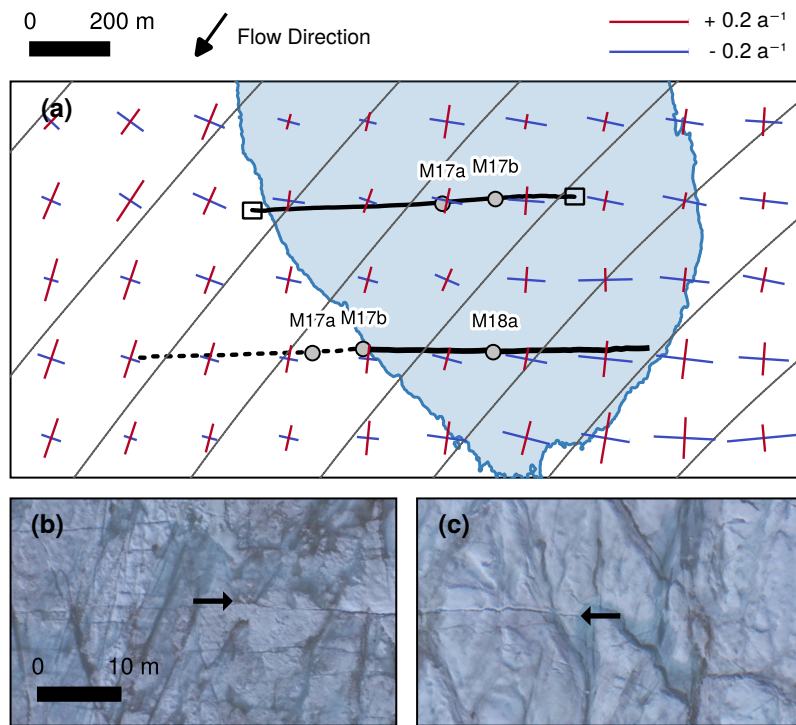 0 200 m
Flow Direction
+ 0.2 a⁻¹
- 0.2 a⁻¹
(a)
M17a M17b
M17a M17b M18a
(b)
0 10 m
(c)